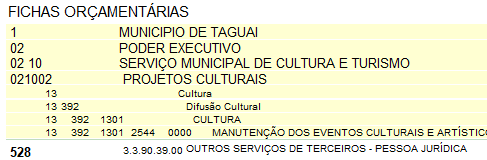 FICHAS ORÇAMENTÁRIAS
1 MUNICIPIO DE TAGUAI
02 PODER EXECUTIVO
02 10 SERVIÇO MUNICIPAL DE CULTURA E TURISMO
021002 PROJETOS CULTURAIS
13 Cultura
13 392 Difusão Cultural
13 392 1301 CULTURA
13 392 1301 2544 0000 MANUTENÇÃO DOS EVENTOS CULTURAIS E ARTÍSTICO
528 3.3.90.39.00 OUTROS SERVIÇOS DE TERCEIROS - PESSOA JURÍDICA